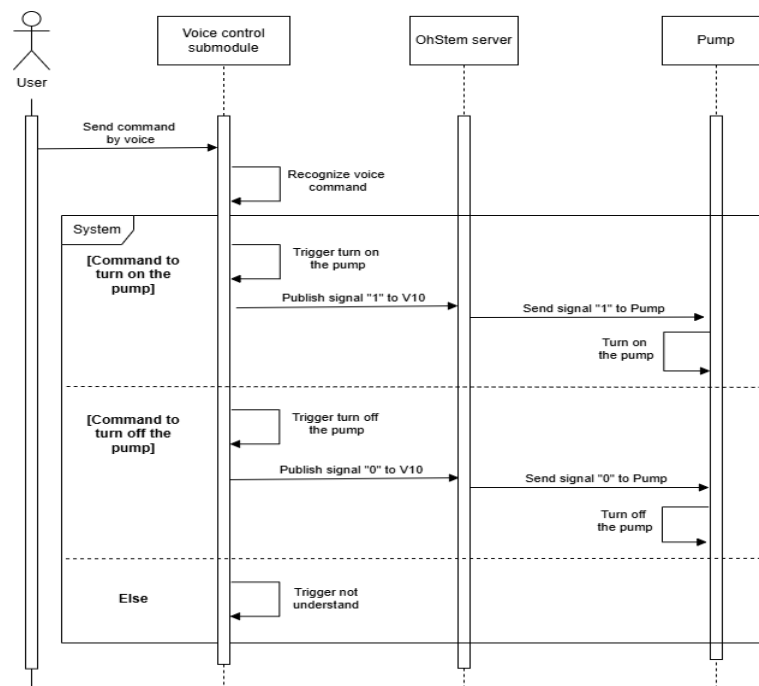 Voice control
submodule
OhStem server
Pump
User
Send command
by voice
Recognize voice
command
System
[Command to
turn on the
pump]
Trigger turn on
the pump
Publish signal "1" to V10
Send signal "1" to Pump
Turn on
the pump
[Command to
turn off the
pump]
Trigger turn off
the pump
Publish signal "0" to V10
Send signal "0" to Pump
Turn off
the pump
Else
Trigger not
understand